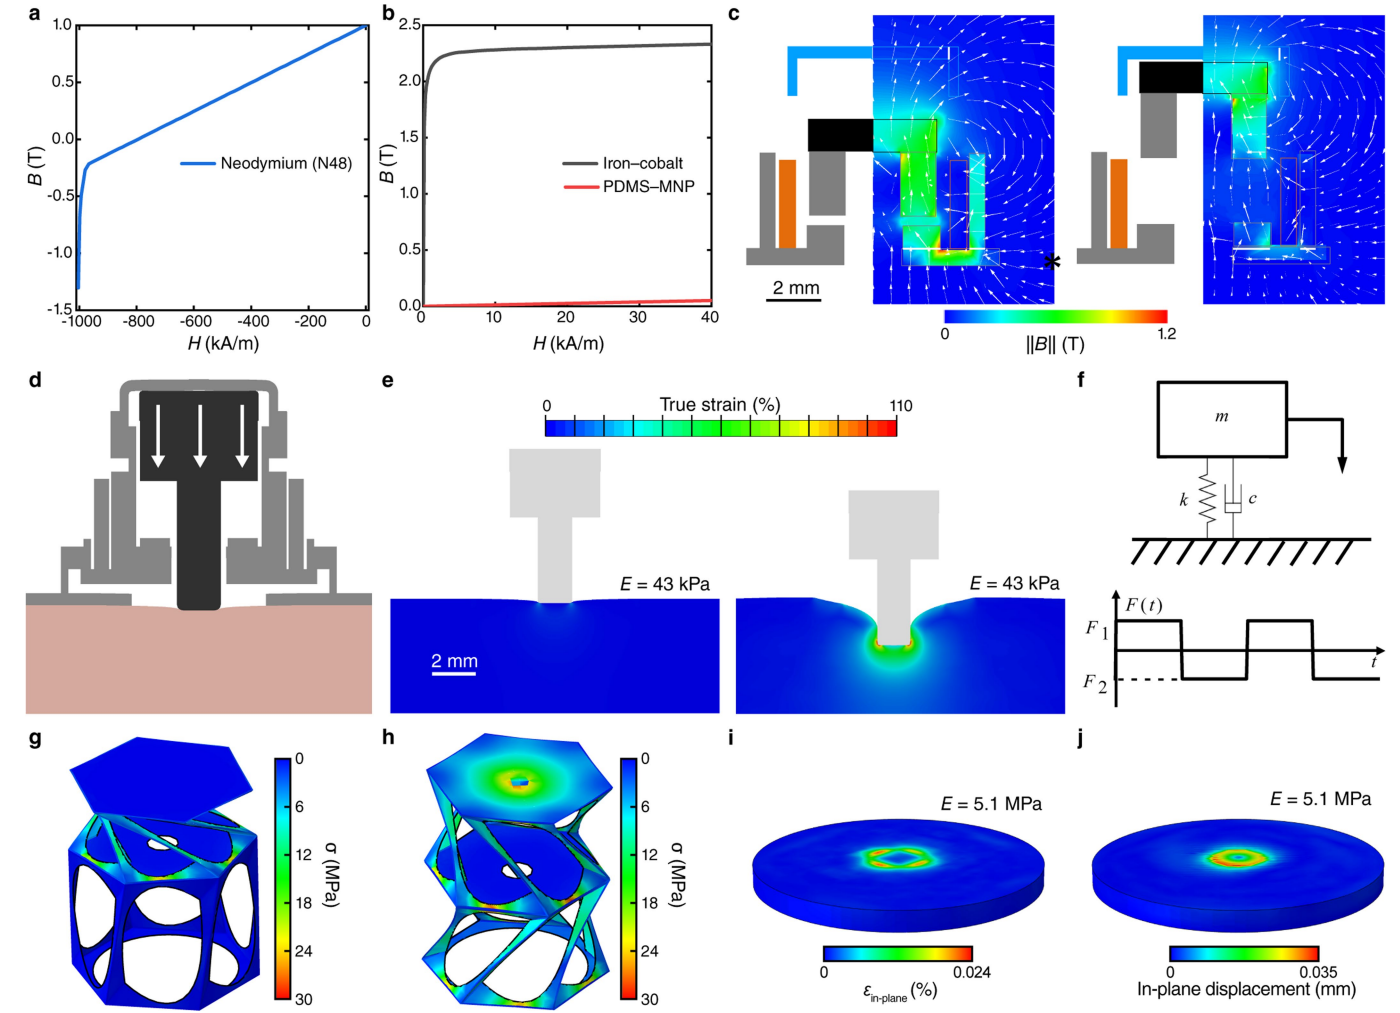 a
B (T)
1.0
0.5
0.0
-0.5
-1.0
-1.5
Neodymium (N48)
-1000
-800
-600
-400
-200
0
H (kA/m)
b
B (T)
2.5
2.0
1.5
1.0
0.5
0.0
Iron–cobalt
PDMS–MNP
0
10
20
30
40
H (kA/m)
c
*
2 mm
0
1.2
||B|| (T)
d
e
0
True strain (%)
110
E = 43 kPa
2 mm
E = 43 kPa
f
m
k
c
F(t)
F1
F2
t
g
0
6
12
18
24
30
σ (MPa)
h
0
6
12
18
24
30
σ (MPa)
i
E = 5.1 MPa
0
0.024
εin-plane (%)
j
E = 5.1 MPa
0
0.035
In-plane displacement (mm)